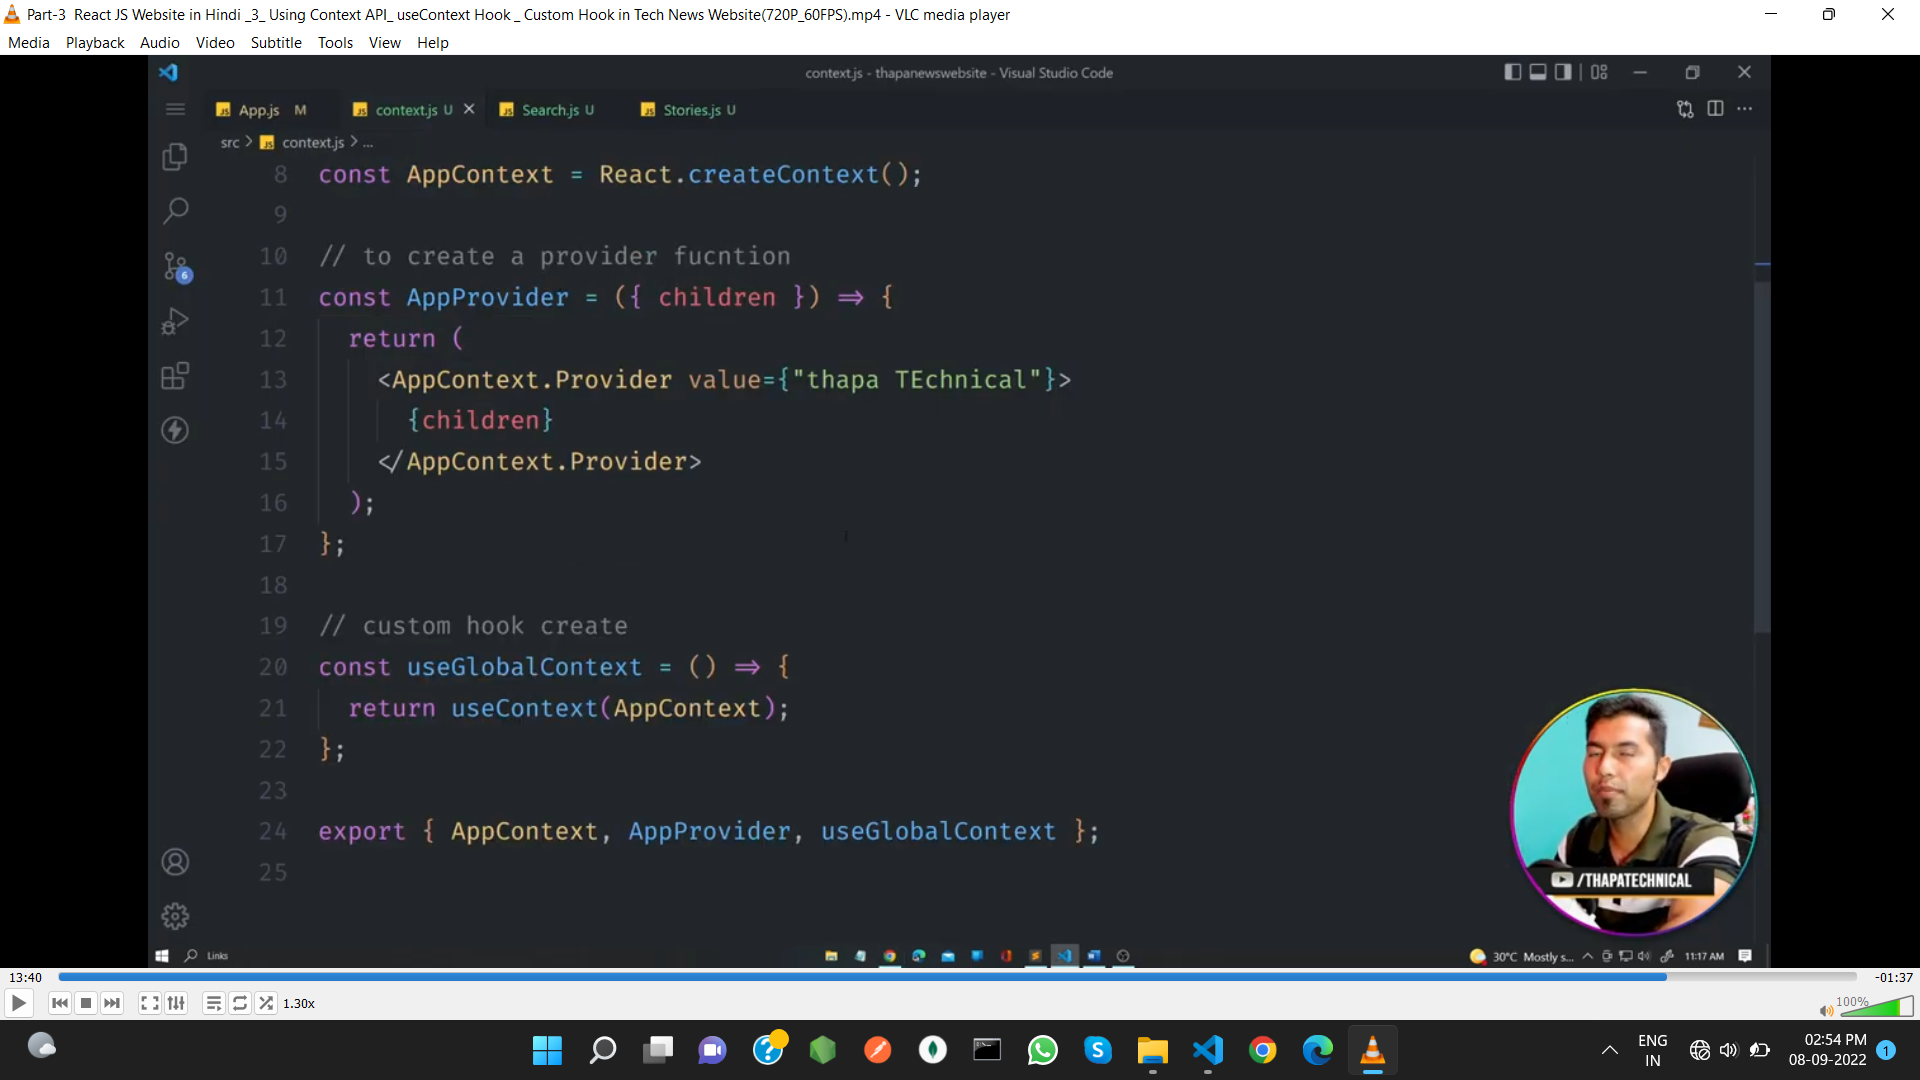 Part-3  React JS Website in Hindi _3_ Using Context API_ useContext Hook _ Custom Hook in Tech News Website(720P_60FPS).mp4 - VLC media player
Media Playback Audio Video Subtitle Tools View Help
context.js - thapanewswebsite - Visual Studio Code
App.js M context.js U Search.js U Stories.js U
src > context.js > ...
8 const AppContext = React.createContext();
9
10 // to create a provider fucntion
11 const AppProvider = ({ children }) => {
12 return (
13 <AppContext.Provider value={"thapa TEchnical"}>
14 {children}
15 </AppContext.Provider>
16 );
17 };
18
19 // custom hook create
20 const useGlobalContext = () => {
21 return useContext(AppContext);
22 };
23
24 export { AppContext, AppProvider, useGlobalContext };
25
6
/THAPATECHNICAL
Links
30°C Mostly s... 11:17 AM
13:40 -01:37
1.30x 100%
ENG
IN
02:54 PM
08-09-2022
1